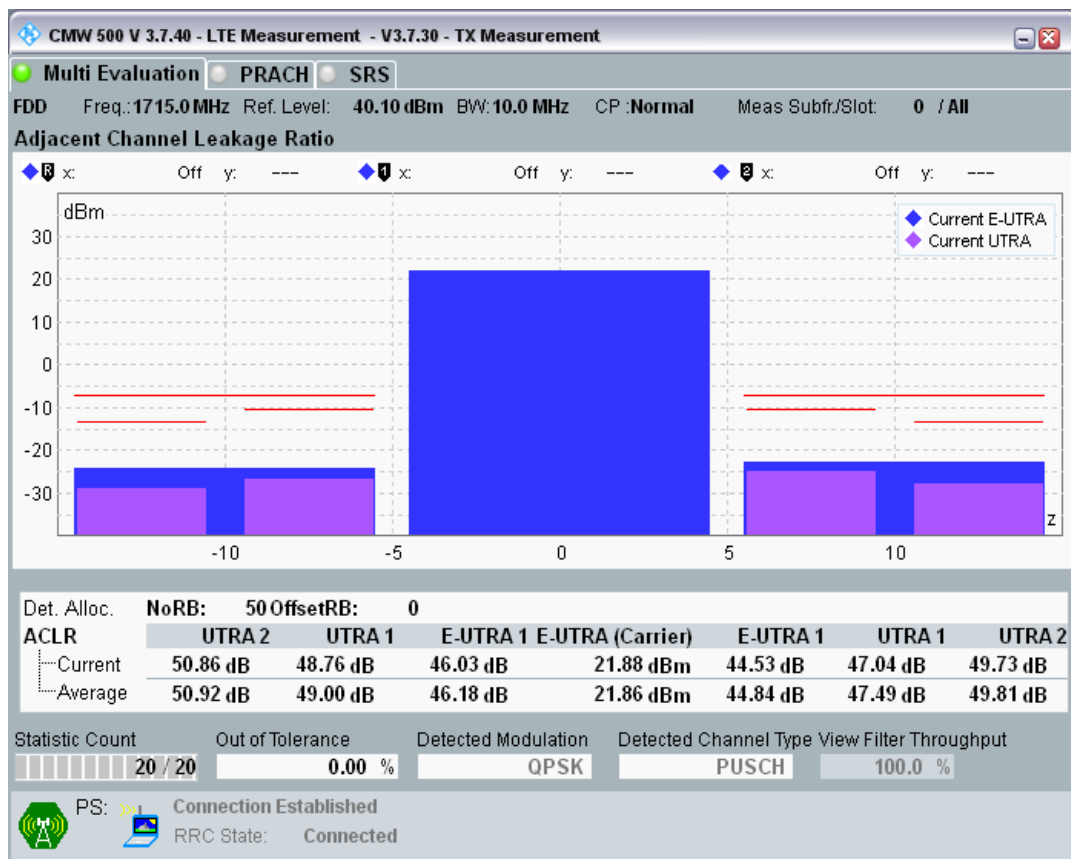 CMW 500 V 3.7.40 - LTE Measurement - V3.7.30 - TX Measurement
Multi Evaluation PRACH SRS
FDD Freq.:1715.0 MHz Ref. Level: 40.10 dBm BW: 10.0 MHz CP :Normal Meas Subfr./Slot: 0 / All
Adjacent Channel Leakage Ratio
R x: Off y: --- 1 x: Off y: --- 2 x: Off y: ---
dBm
Current E-UTRA
Current UTRA
30
20
10
0
-10
-20
-30
z
-10 -5 0 5 10
Det. Alloc. NoRB: 50 OffsetRB: 0
ACLR UTRA 2 UTRA 1 E-UTRA 1 E-UTRA (Carrier) E-UTRA 1 UTRA 1 UTRA 2
Current 50.86 dB 48.76 dB 46.03 dB 21.88 dBm 44.53 dB 47.04 dB 49.73 dB
Average 50.92 dB 49.00 dB 46.18 dB 21.86 dBm 44.84 dB 47.49 dB 49.81 dB
Statistic Count Out of Tolerance Detected Modulation Detected Channel Type View Filter Throughput
20 / 20 0.00 % QPSK PUSCH 100.0 %
PS: Connection Established
RRC State: Connected